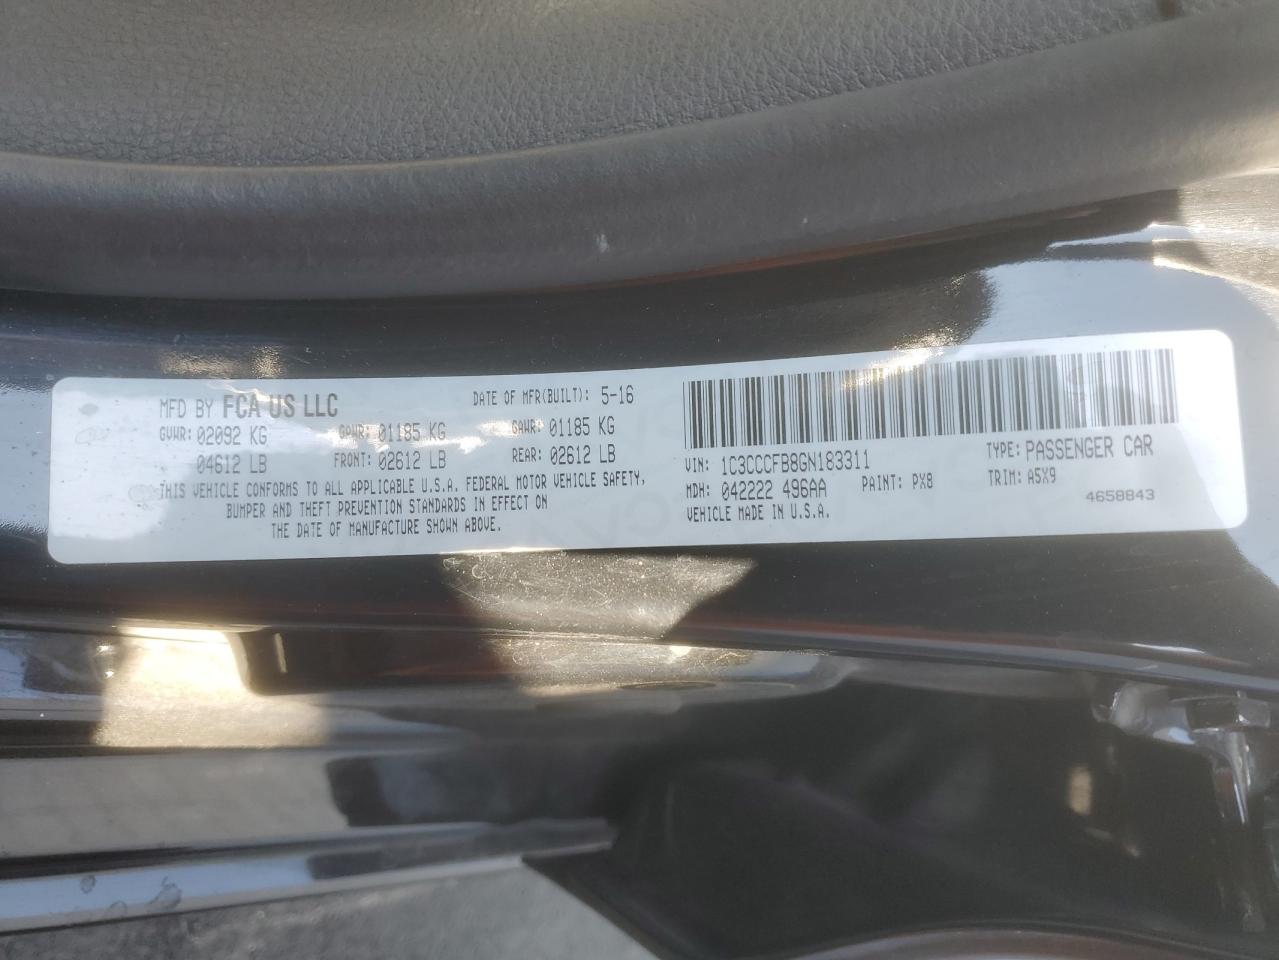 MFD BY FCA US LLC
DATE OF MFR(BUILT): 5-16
GVWR: 02092 KG GAWR: 01185 KG GAWR: 01185 KG
04612 LB FRONT: 02612 LB REAR: 02612 LB
THIS VEHICLE CONFORMS TO ALL APPLICABLE U.S.A. FEDERAL MOTOR VEHICLE SAFETY,
BUMPER AND THEFT PREVENTION STANDARDS IN EFFECT ON
THE DATE OF MANUFACTURE SHOWN ABOVE.
VIN: 1C3CCCFB8GN183311 TYPE: PASSENGER CAR
MDH: 042222 496AA PAINT: PX8 TRIM: A5X9
VEHICLE MADE IN U.S.A. 4658843